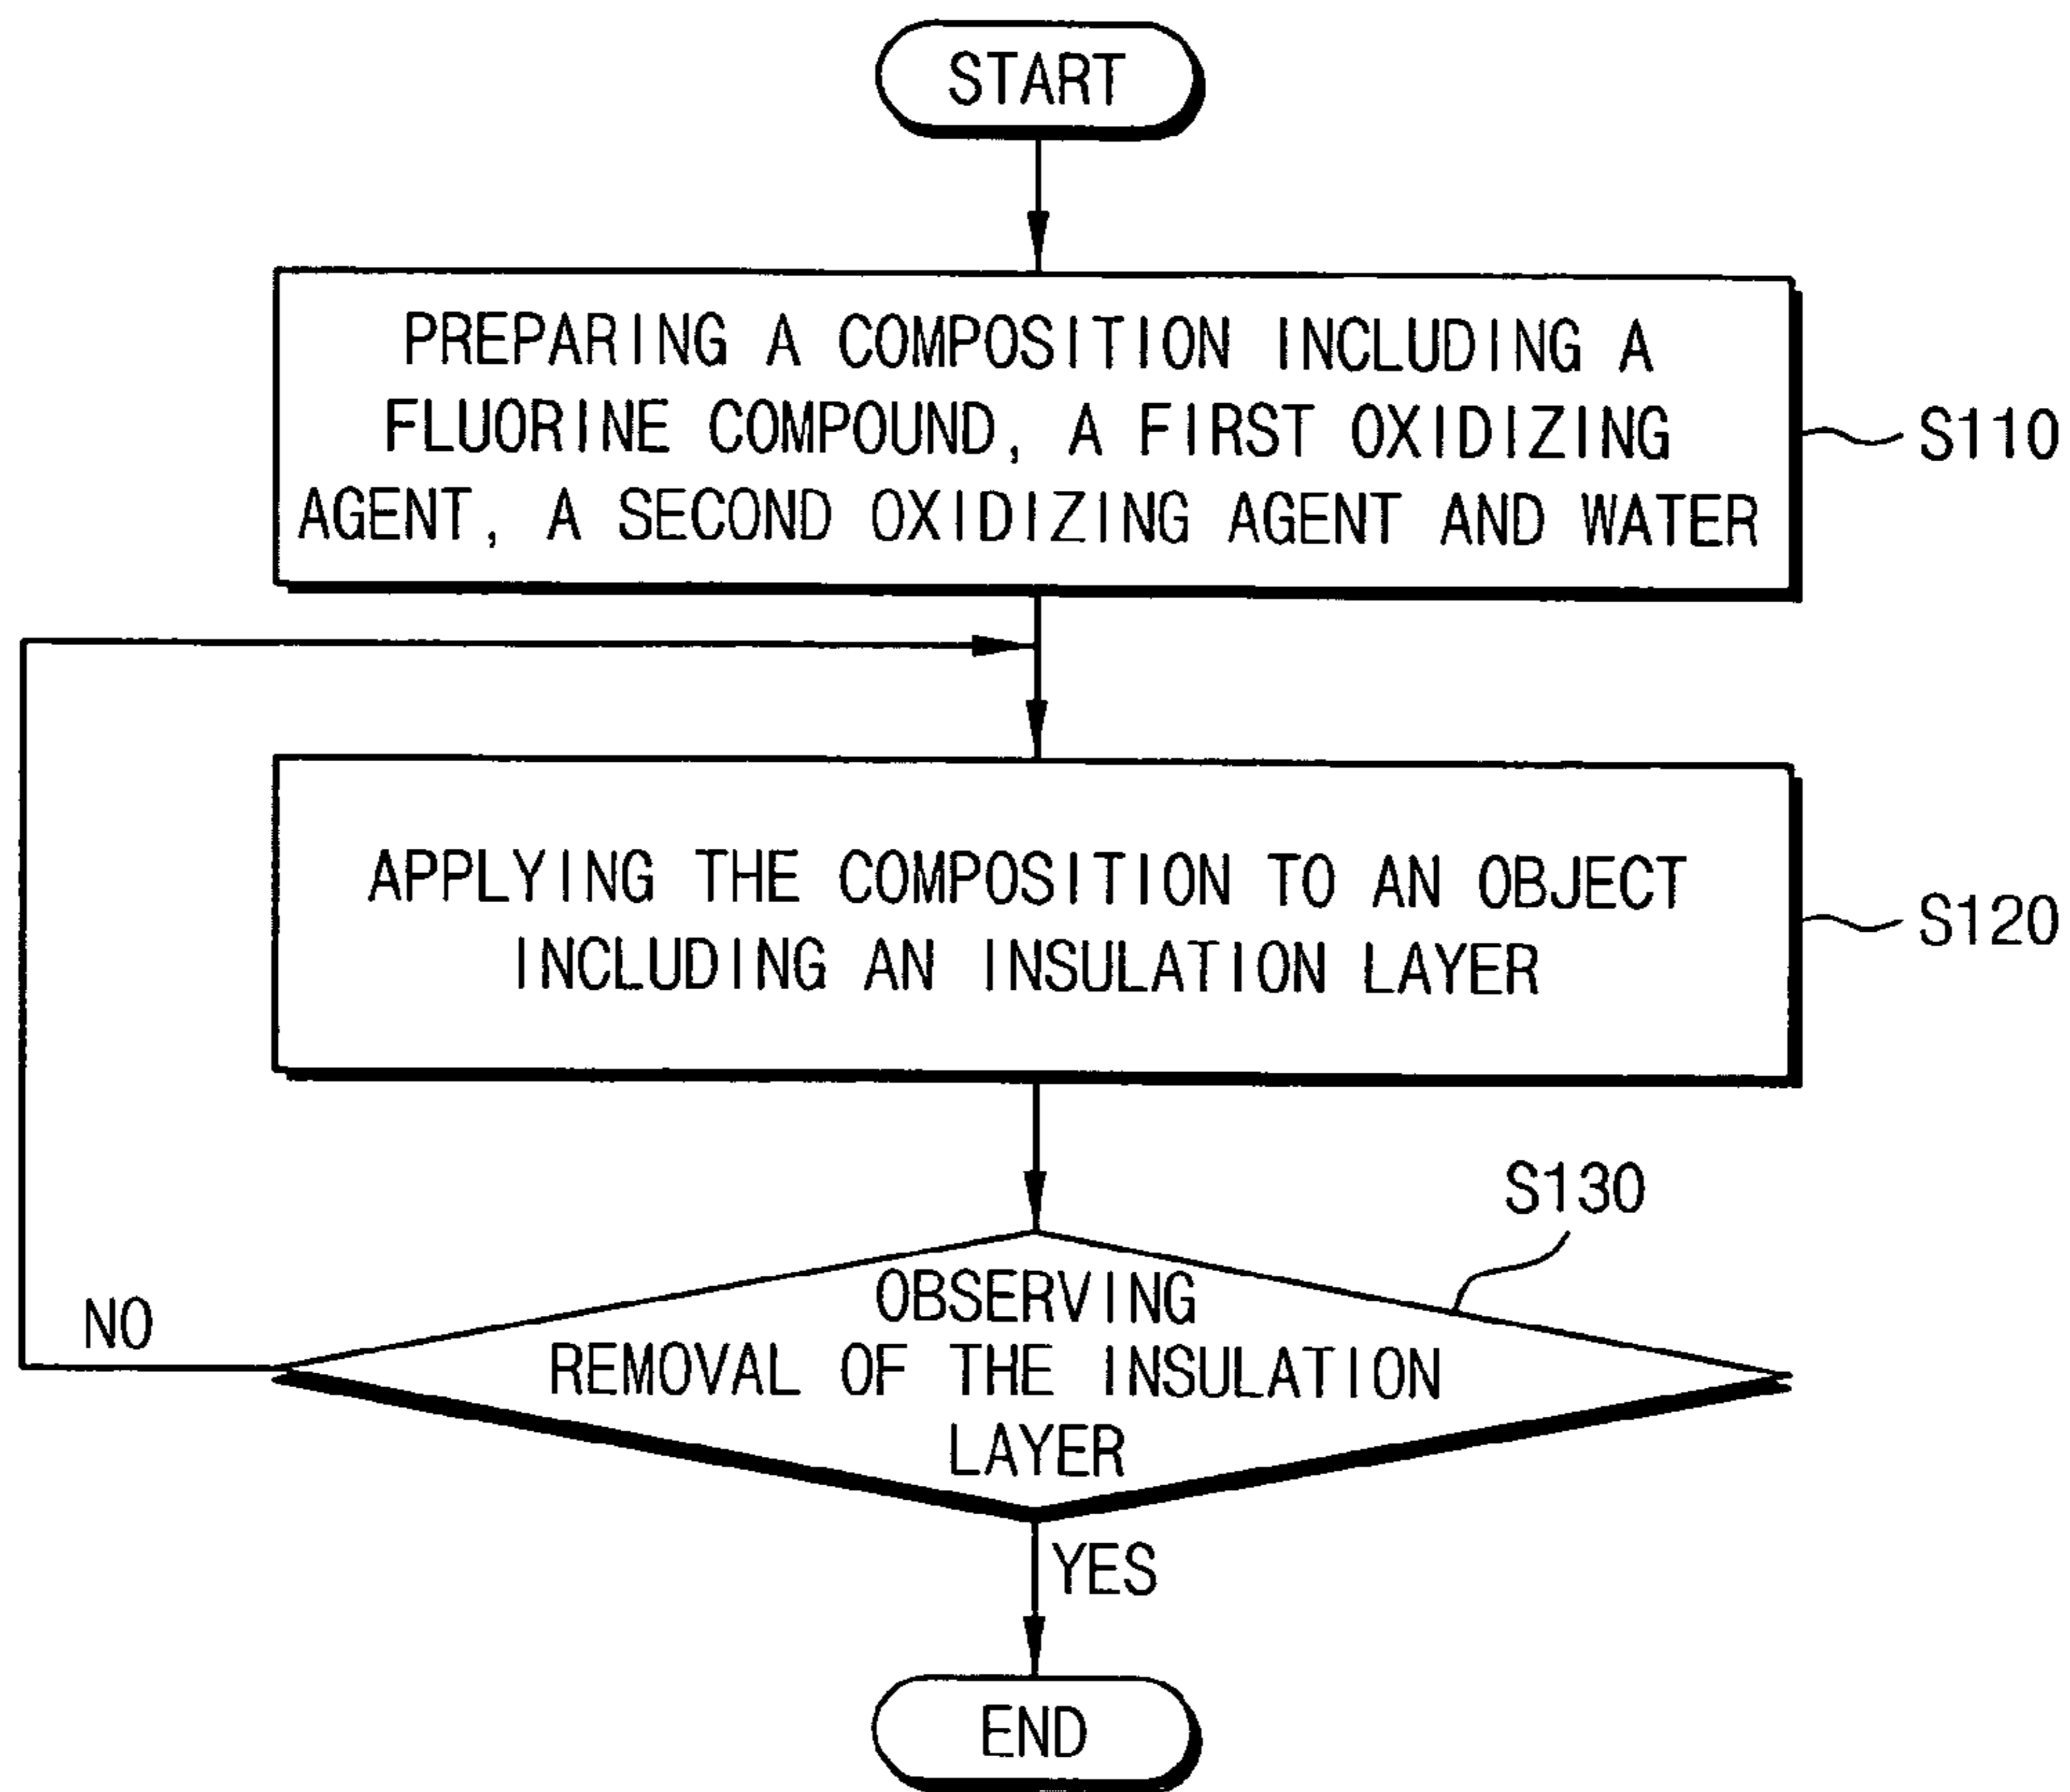 START
PREPARING A COMPOSITION INCLUDING A
FLUORINE COMPOUND, A FIRST OXIDIZING
AGENT, A SECOND OXIDIZING AGENT AND WATER
S110
APPLYING THE COMPOSITION TO AN OBJECT
INCLUDING AN INSULATION LAYER
S120
S130
OBSERVING
REMOVAL OF THE INSULATION
LAYER
NO
YES
END